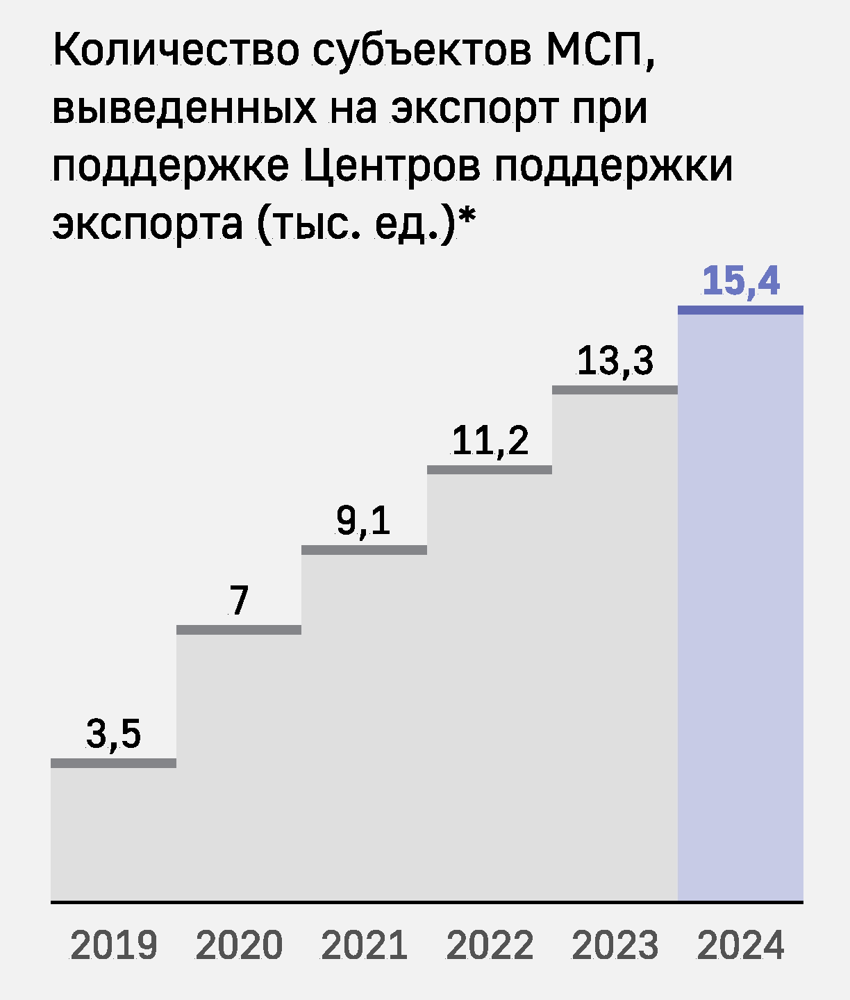 Количество субъектов МСП,
выведенных на экспорт при
поддержке Центров поддержки
экспорта (тыс. ед.)*
15,4
13,3
11,2
9,1
7
3,5
2019 2020 2021 2022 2023 2024